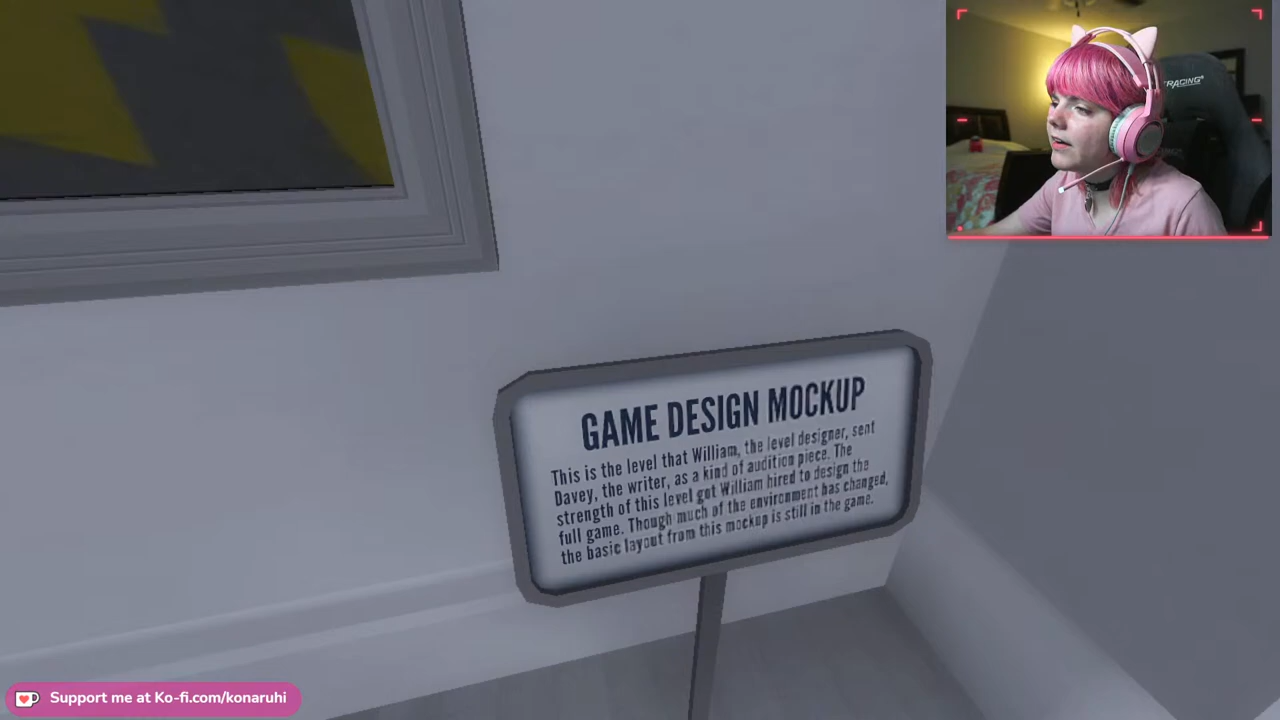 TRACING
GAME DESIGN MOCKUP
This is the level that William, the level designer, sent
Davey, the writer, as a kind of audition piece. The
strength of this level got William hired to design the
full game. Though much of the environment has changed,
the basic layout from this mockup is still in the game.
Support me at Ko-fi.com/konaruhi